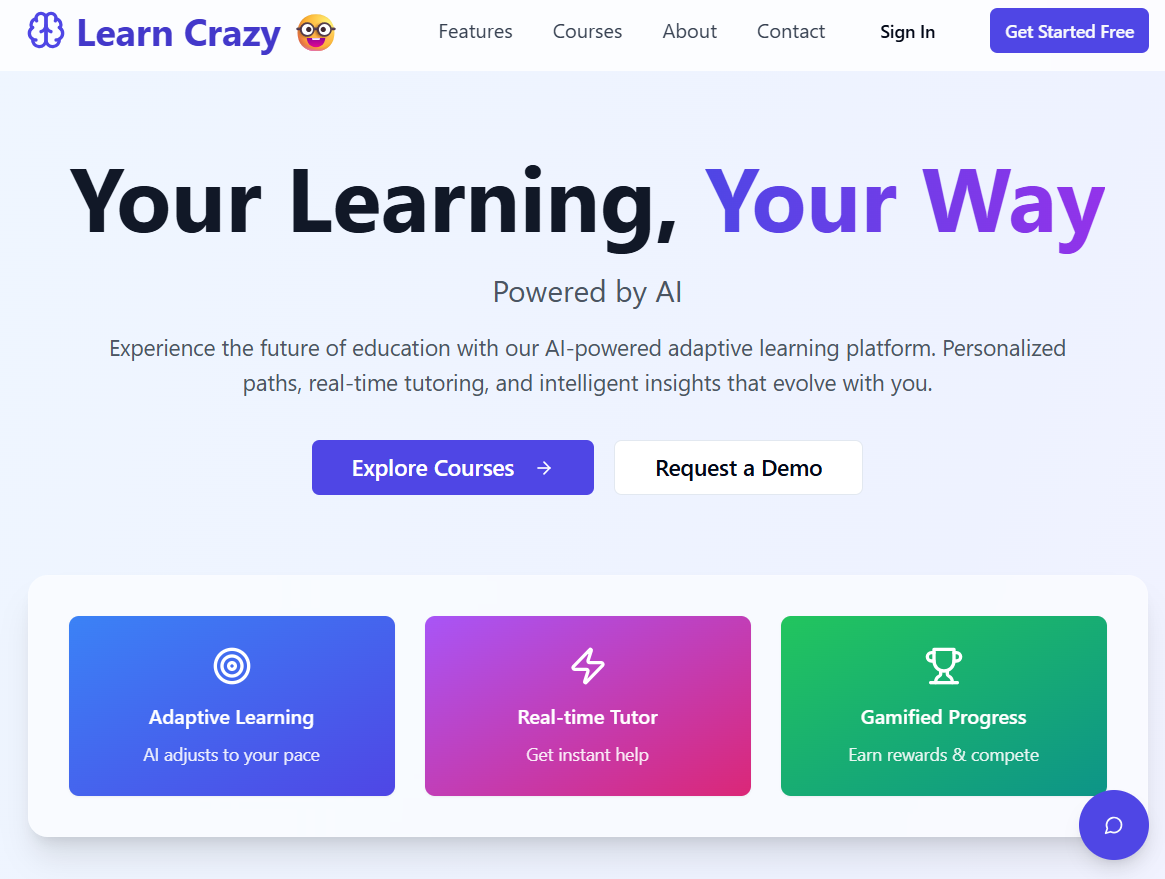 Learn Crazy 🤓
Features
Courses
About
Contact
Sign In
Get Started Free
Your Learning, Your Way
Powered by AI
Experience the future of education with our AI-powered adaptive learning platform. Personalized
paths, real-time tutoring, and intelligent insights that evolve with you.
Explore Courses →
Request a Demo
Adaptive Learning
AI adjusts to your pace
Real-time Tutor
Get instant help
Gamified Progress
Earn rewards & compete